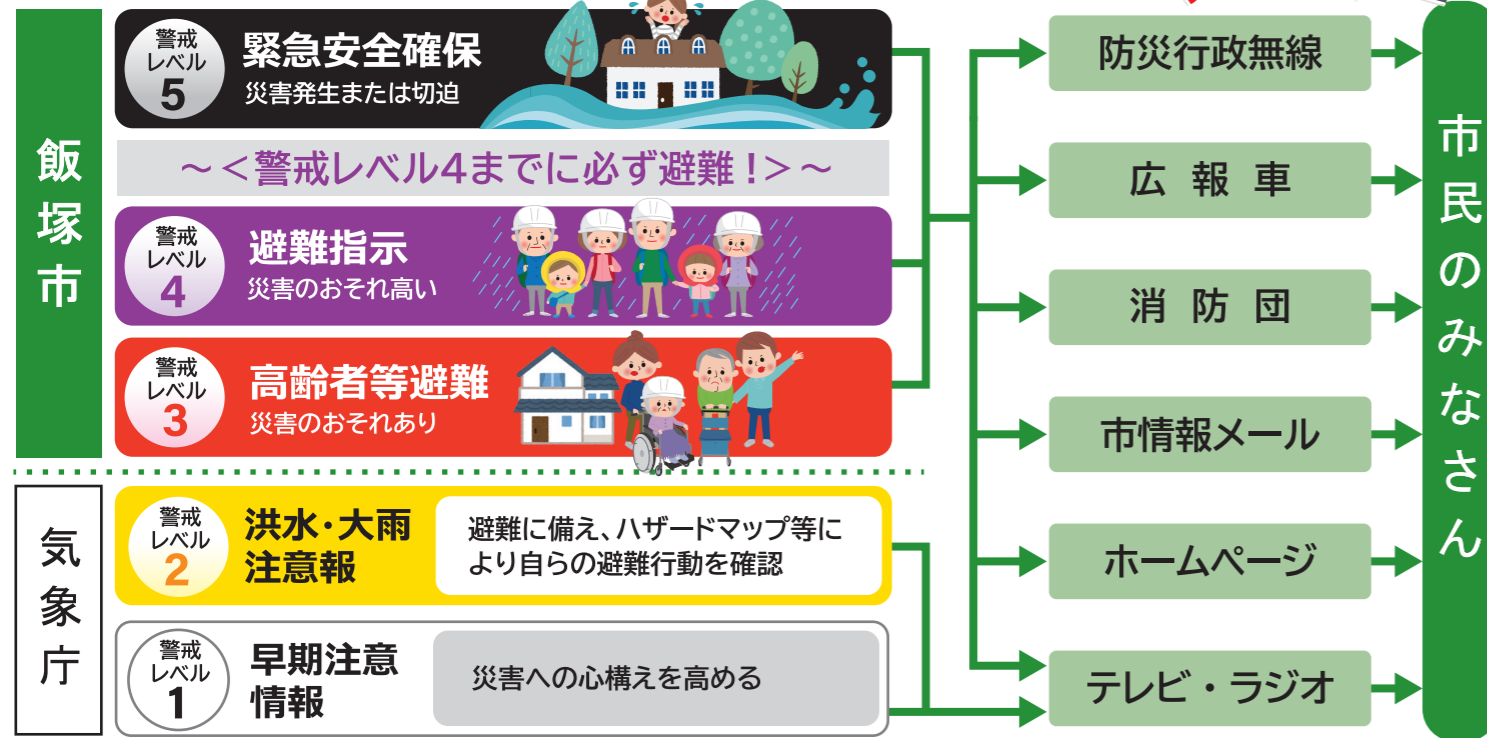 飯塚市
警戒
レベル
5
緊急安全確保
災害発生または切迫
～＜警戒レベル4までに必ず避難！＞～
警戒
レベル
4
避難指示
災害のおそれ高い
警戒
レベル
3
高齢者等避難
災害のおそれあり
気象庁
警戒
レベル
2
洪水・大雨
注意報
避難に備え、ハザードマップ等に
より自らの避難行動を確認
警戒
レベル
1
早期注意
情報
災害への心構えを高める
防災行政無線
広報車
消防団
市情報メール
ホームページ
テレビ・ラジオ
市民のみなさん